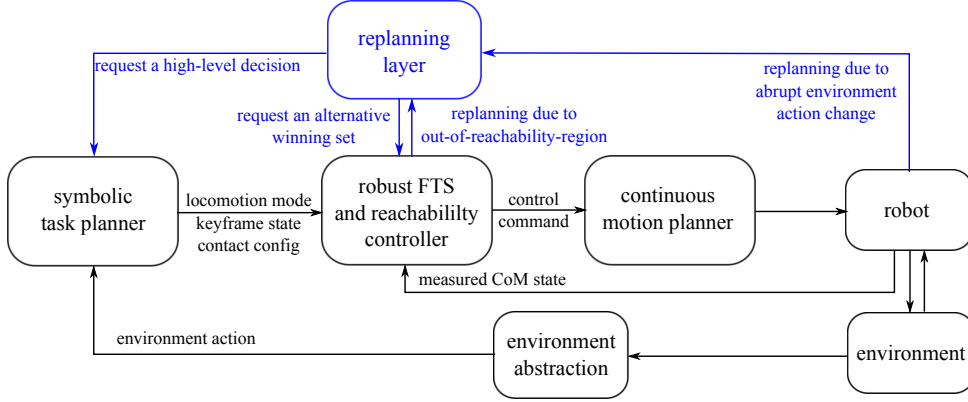 replanning
layer
request a high-level decision
replanning due to
abrupt environment
action change
request an alternative
winning set
replanning due to
out-of-reachability-region
symbolic
task planner
locomotion mode
keyframe state
contact config
robust FTS
and reachabililty
controller
control
command
continuous
motion planner
robot
measured CoM state
environment action
environment
abstraction
environment